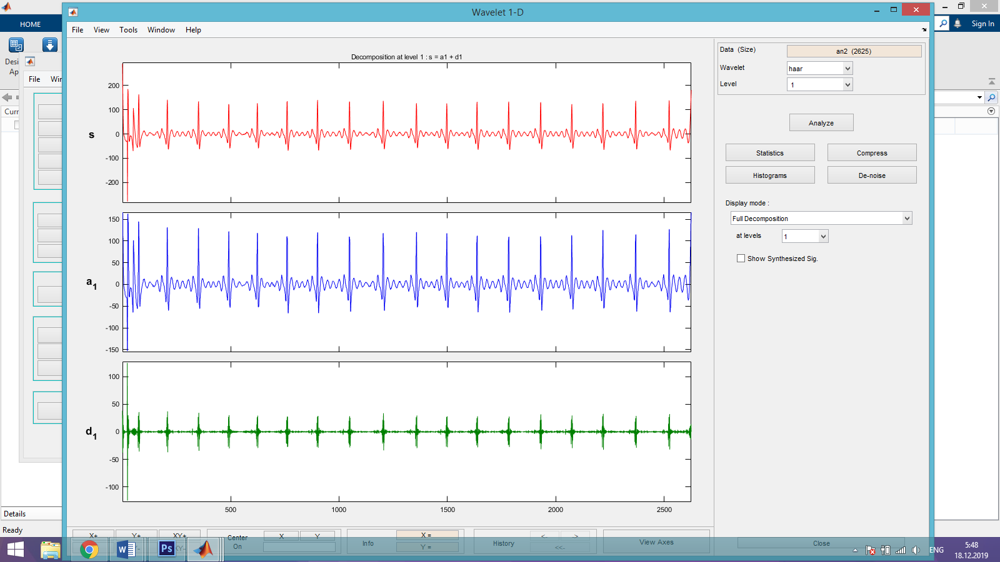 Wavelet 1-D
HOME
Sign In
File View Tools Window Help
Desi
Ap
File Win
Curr
Details
Ready
Decomposition at level 1 : s = a1 + d1
s
200
100
0
-100
-200
a1
150
100
50
0
-50
-100
-150
d1
100
50
0
-50
-100
500 1000 1500 2000 2500
Data (Size) an2 (2625)
Wavelet haar
Level 1
Analyze
Statistics Compress
Histograms De-noise
Display mode :
Full Decomposition
at levels 1
Show Synthesized Sig.
X+ Y+ XY+
XY-
Center
On
X Y
Info
X =
Y =
History
<- ->
<<-
View Axes
Close
ENG
5:48
18.12.2019